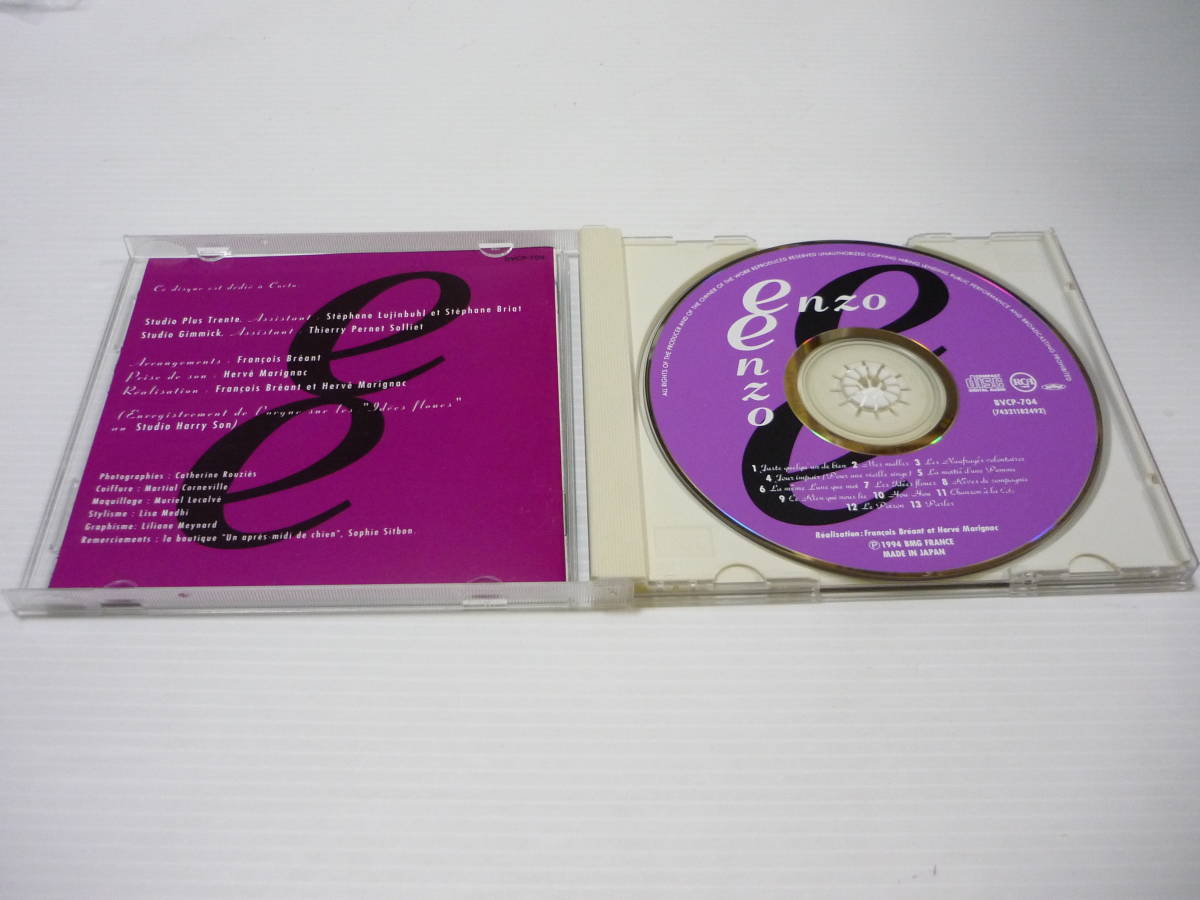 BVCP-704
Ce disque est dédié à Carla.
Studio Plus Trente. Assistant : Stéphane Lujinbuhl et Stéphane Briat
Studio Gimmick. Assistant : Thierry Pernet Solliet
Arrangements : François Bréant
Prise de son : Hervé Marignac
Réalisation : François Bréant et Hervé Marignac
(Enregistrement de l'orgue sur les "Idées floues"
au Studio Harry Son)
Photographies : Catherine Rouziès
Coiffure : Martial Corneville
Maquillage : Muriel Lecalvé
Stylisme : Lisa Medhi
Graphisme: Liliane Meynard
Remerciements : la boutique "Un après-midi de chien", Sophie Sitbon.
e
e
ALL RIGHTS OF THE PRODUCER AND OF THE OWNER OF THE WORK REPRODUCED RESERVED UNAUTHORIZED COPYING HIRING LENDING PUBLIC PERFORMANCE AND BROADCASTING PROHIBITED
enzo
Enzo
COMPACT
disc
DIGITAL AUDIO
RCA
BVCP-704
(74321182492)
1 Juste quelqu'un de bien 2 Mes malles 3 Les Naufragés volontaires
4 Jour impair (Pour une vieille singe) 5 La moitié d'une Pomme
6 La même Lune que moi 7 Les Idées floues 8 Rêves de compagnie
9 Le Rien qui nous lie 10 Hou Hou 11 Chanson à la
12 Le 13 Parler
Réalisation: François Bréant et Hervé Marignac
℗ 1994 BMG FRANCE
MADE IN JAPAN